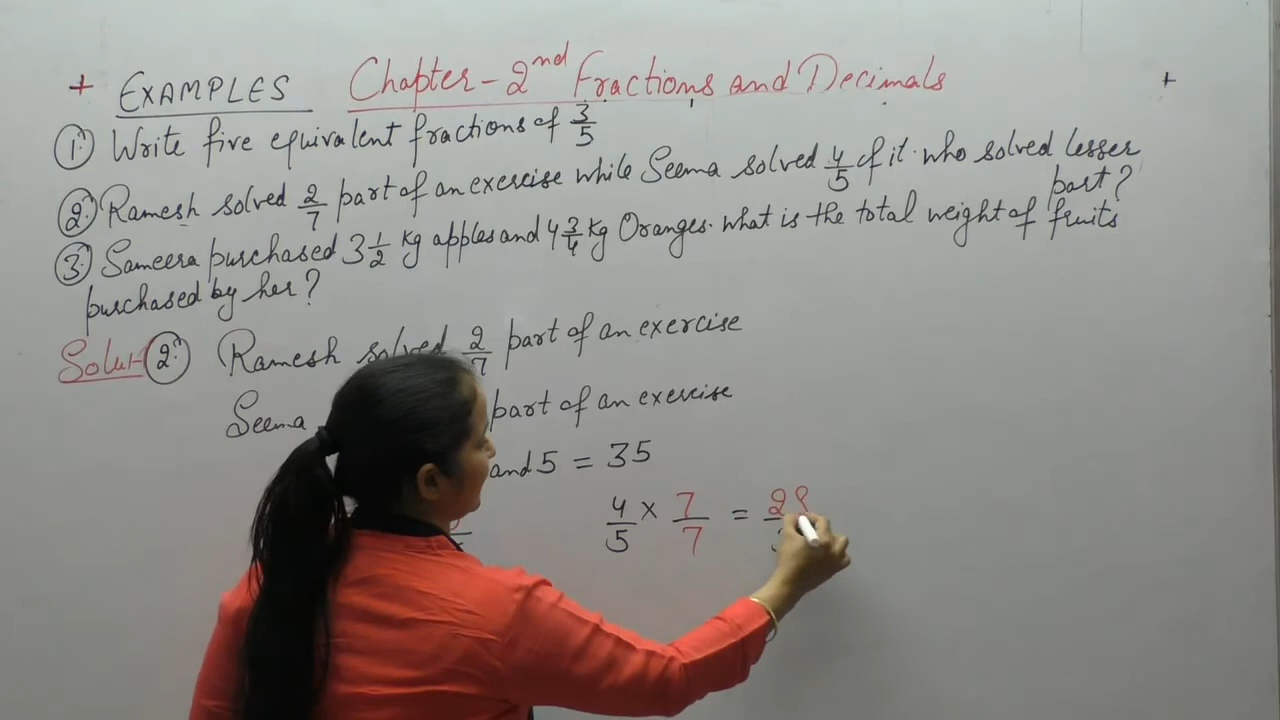 EXAMPLES Chapter-2nd Fractions and Decimals
① Write five equivalent fractions of 3/5
② Ramesh solved 2/7 part of an exercise while Seema solved 4/5 of it. who solved lesser part?
③ Sameera purchased 3 1/2 kg apples and 4 3/4 kg Oranges. what is the total weight of fruits
purchased by her?
Solut- ② Ramesh solved 2/7 part of an exercise
Seema part of an exercise
and 5 = 35
4/5 × 7/7 = 28